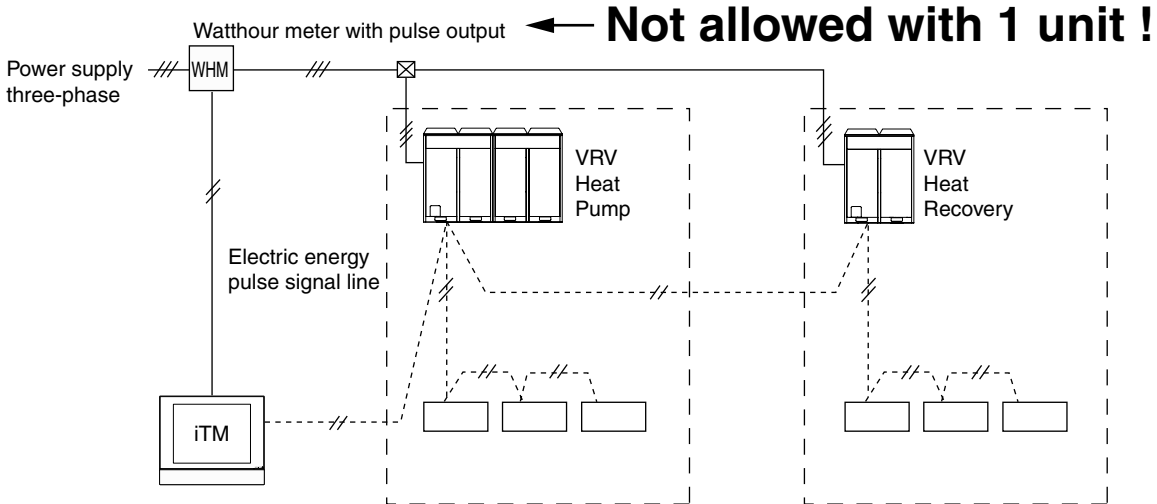 Watthour meter with pulse output
Not allowed with 1 unit !
Power supply
three-phase
WHM
VRV
Heat
Pump
VRV
Heat
Recovery
Electric energy
pulse signal line
iTM